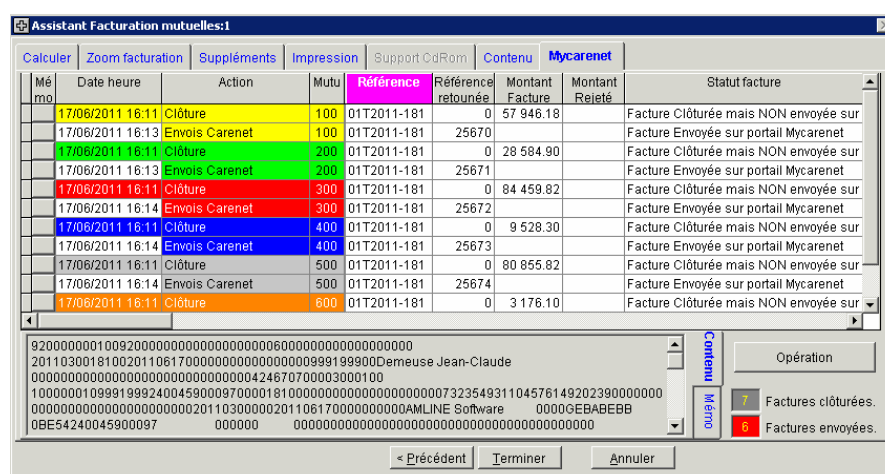 Assistant Facturation mutuelles:1
Calculer Zoom facturation Suppléments Impression Support CdRom Contenu Mycarenet
Mé mo Date heure Action Mutu Référence Référence retounée Montant Facture Montant Rejeté Statut facture
17/06/2011 16:11 Clôture 100 01T2011-181 0 57 946.18 Facture Clôturée mais NON envoyée sur
17/06/2011 16:13 Envois Carenet 100 01T2011-181 25670 Facture Envoyée sur portail Mycarenet
17/06/2011 16:11 Clôture 200 01T2011-181 0 28 584.90 Facture Clôturée mais NON envoyée sur
17/06/2011 16:13 Envois Carenet 200 01T2011-181 25671 Facture Envoyée sur portail Mycarenet
17/06/2011 16:11 Clôture 300 01T2011-181 0 84 459.82 Facture Clôturée mais NON envoyée sur
17/06/2011 16:14 Envois Carenet 300 01T2011-181 25672 Facture Envoyée sur portail Mycarenet
17/06/2011 16:11 Clôture 400 01T2011-181 0 9 528.30 Facture Clôturée mais NON envoyée sur
17/06/2011 16:14 Envois Carenet 400 01T2011-181 25673 Facture Envoyée sur portail Mycarenet
17/06/2011 16:11 Clôture 500 01T2011-181 0 80 855.82 Facture Clôturée mais NON envoyée sur
17/06/2011 16:14 Envois Carenet 500 01T2011-181 25674 Facture Envoyée sur portail Mycarenet
17/06/2011 16:11 Clôture 600 01T2011-181 0 3 176.10 Facture Clôturée mais NON envoyée sur
Demeuse Jean-Claude
AMLINE Software 0000GEBABEBB
0BE54240045900097 000000
Contenu
Mémo
Opération
7 Factures clôturées.
6 Factures envoyées.
< Précédent Terminer Annuler